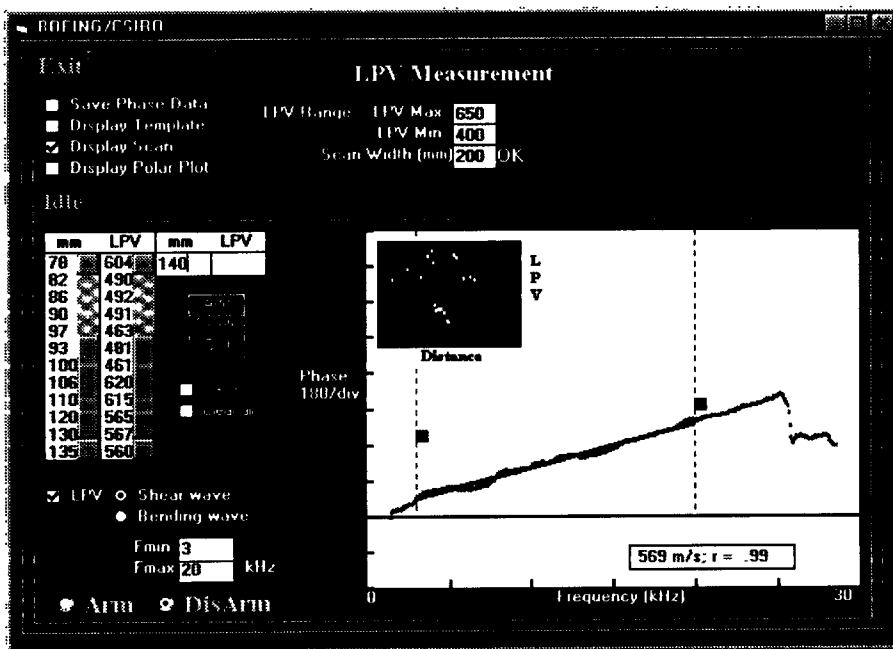 BOEING/CSIRO
Exit
LPV Measurement
Save Phase Data
Display Template
Display Scan
Display Polar Plot
LPV Range LPV Max 650
LPV Min 400
Scan Width (mm) 200 OK
Idle
mm LPV mm LPV
78 604 140
82 490
86 492
90 491
97 463
93 481
100 461
106 620
110 615
120 565
130 567
135 560
L
P
V
Distance
Phase
180/div
LPV Shear wave
Bending wave
Fmin 3
Fmax 20 kHz
Arm DisArm
569 m/s; r = .99
0 Frequency (kHz) 30